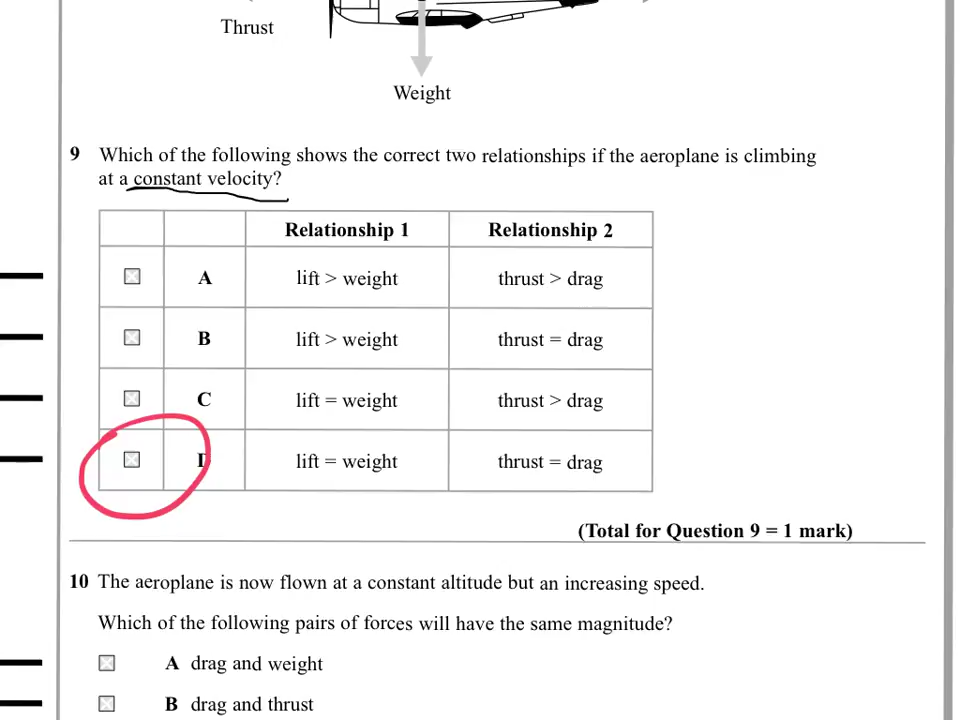 Thrust
Weight
9 Which of the following shows the correct two relationships if the aeroplane is climbing
at a constant velocity?
Relationship 1 Relationship 2
A lift > weight thrust > drag
B lift > weight thrust = drag
C lift = weight thrust > drag
D lift = weight thrust = drag
(Total for Question 9 = 1 mark)
10 The aeroplane is now flown at a constant altitude but an increasing speed.
Which of the following pairs of forces will have the same magnitude?
A drag and weight
B drag and thrust